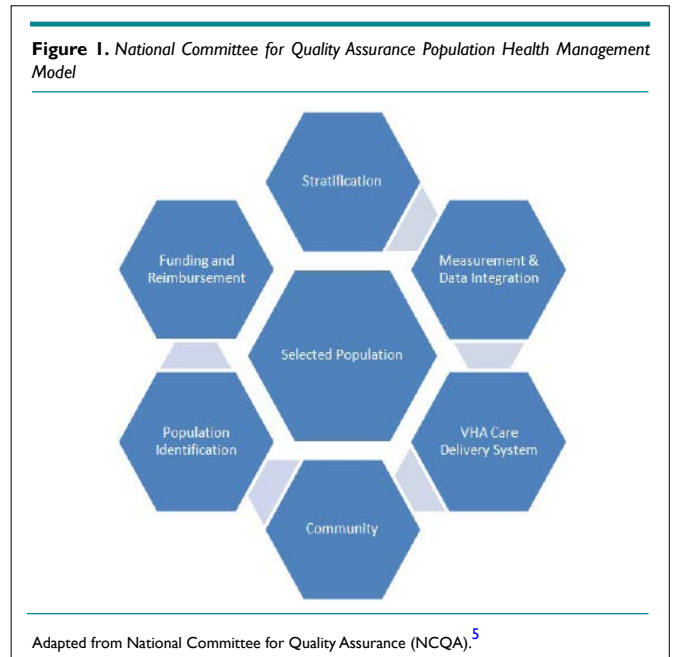 Figure 1. National Committee for Quality Assurance Population Health Management
Model
Stratification
Funding and
Reimbursement
Measurement &
Data Integration
Selected Population
Population
Identification
VHA Care
Delivery System
Community
Adapted from National Committee for Quality Assurance (NCQA).5